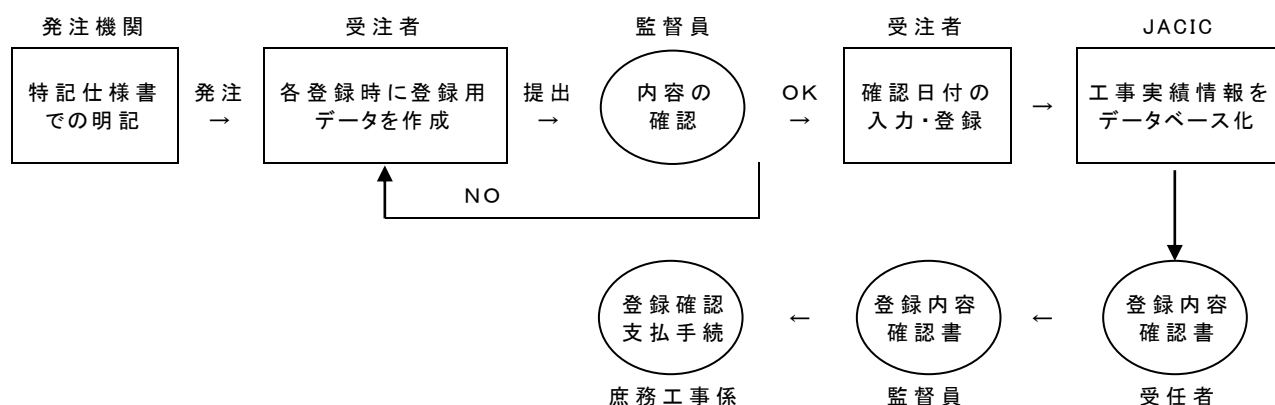 発注機関
受注者
監督員
受注者
JACIC
特記仕様書
での明記
発注
→
各登録時に登録用
データを作成
提出
→
内容の
確認
OK
→
確認日付の
入力・登録
→
工事実績情報を
データベース化
NO
登録確認
支払手続
←
登録内容
確認書
←
登録内容
確認書
庶務工事係
監督員
受任者